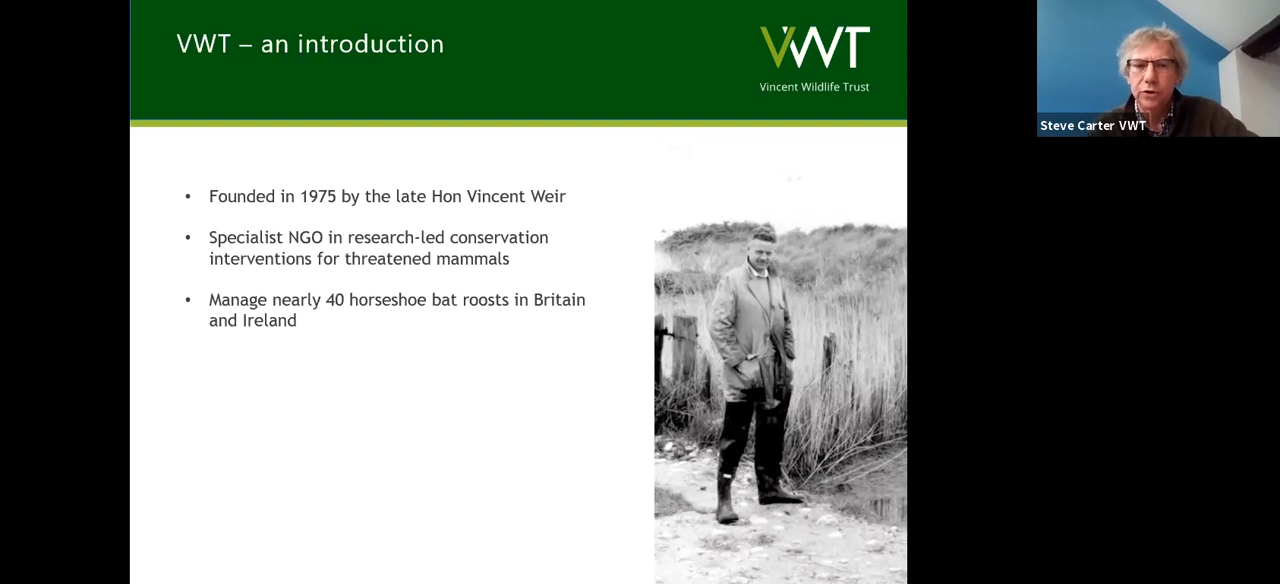 VWT – an introduction
VWT
Vincent Wildlife Trust
Steve Carter VWT
• Founded in 1975 by the late Hon Vincent Weir
• Specialist NGO in research-led conservation
interventions for threatened mammals
• Manage nearly 40 horseshoe bat roosts in Britain
and Ireland